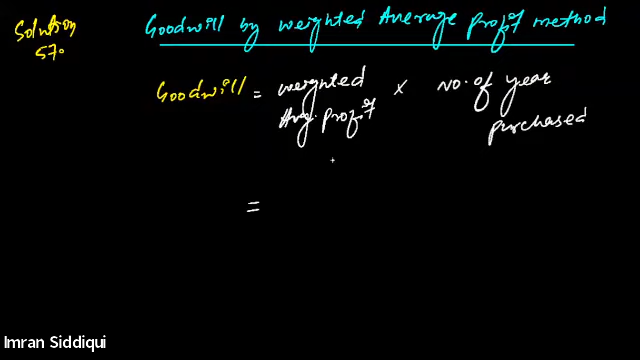 Solution
57.
Goodwill by weighted Average Profit method
Goodwill = weighted × No. of year
Avg. profit purchased
=
Imran Siddiqui